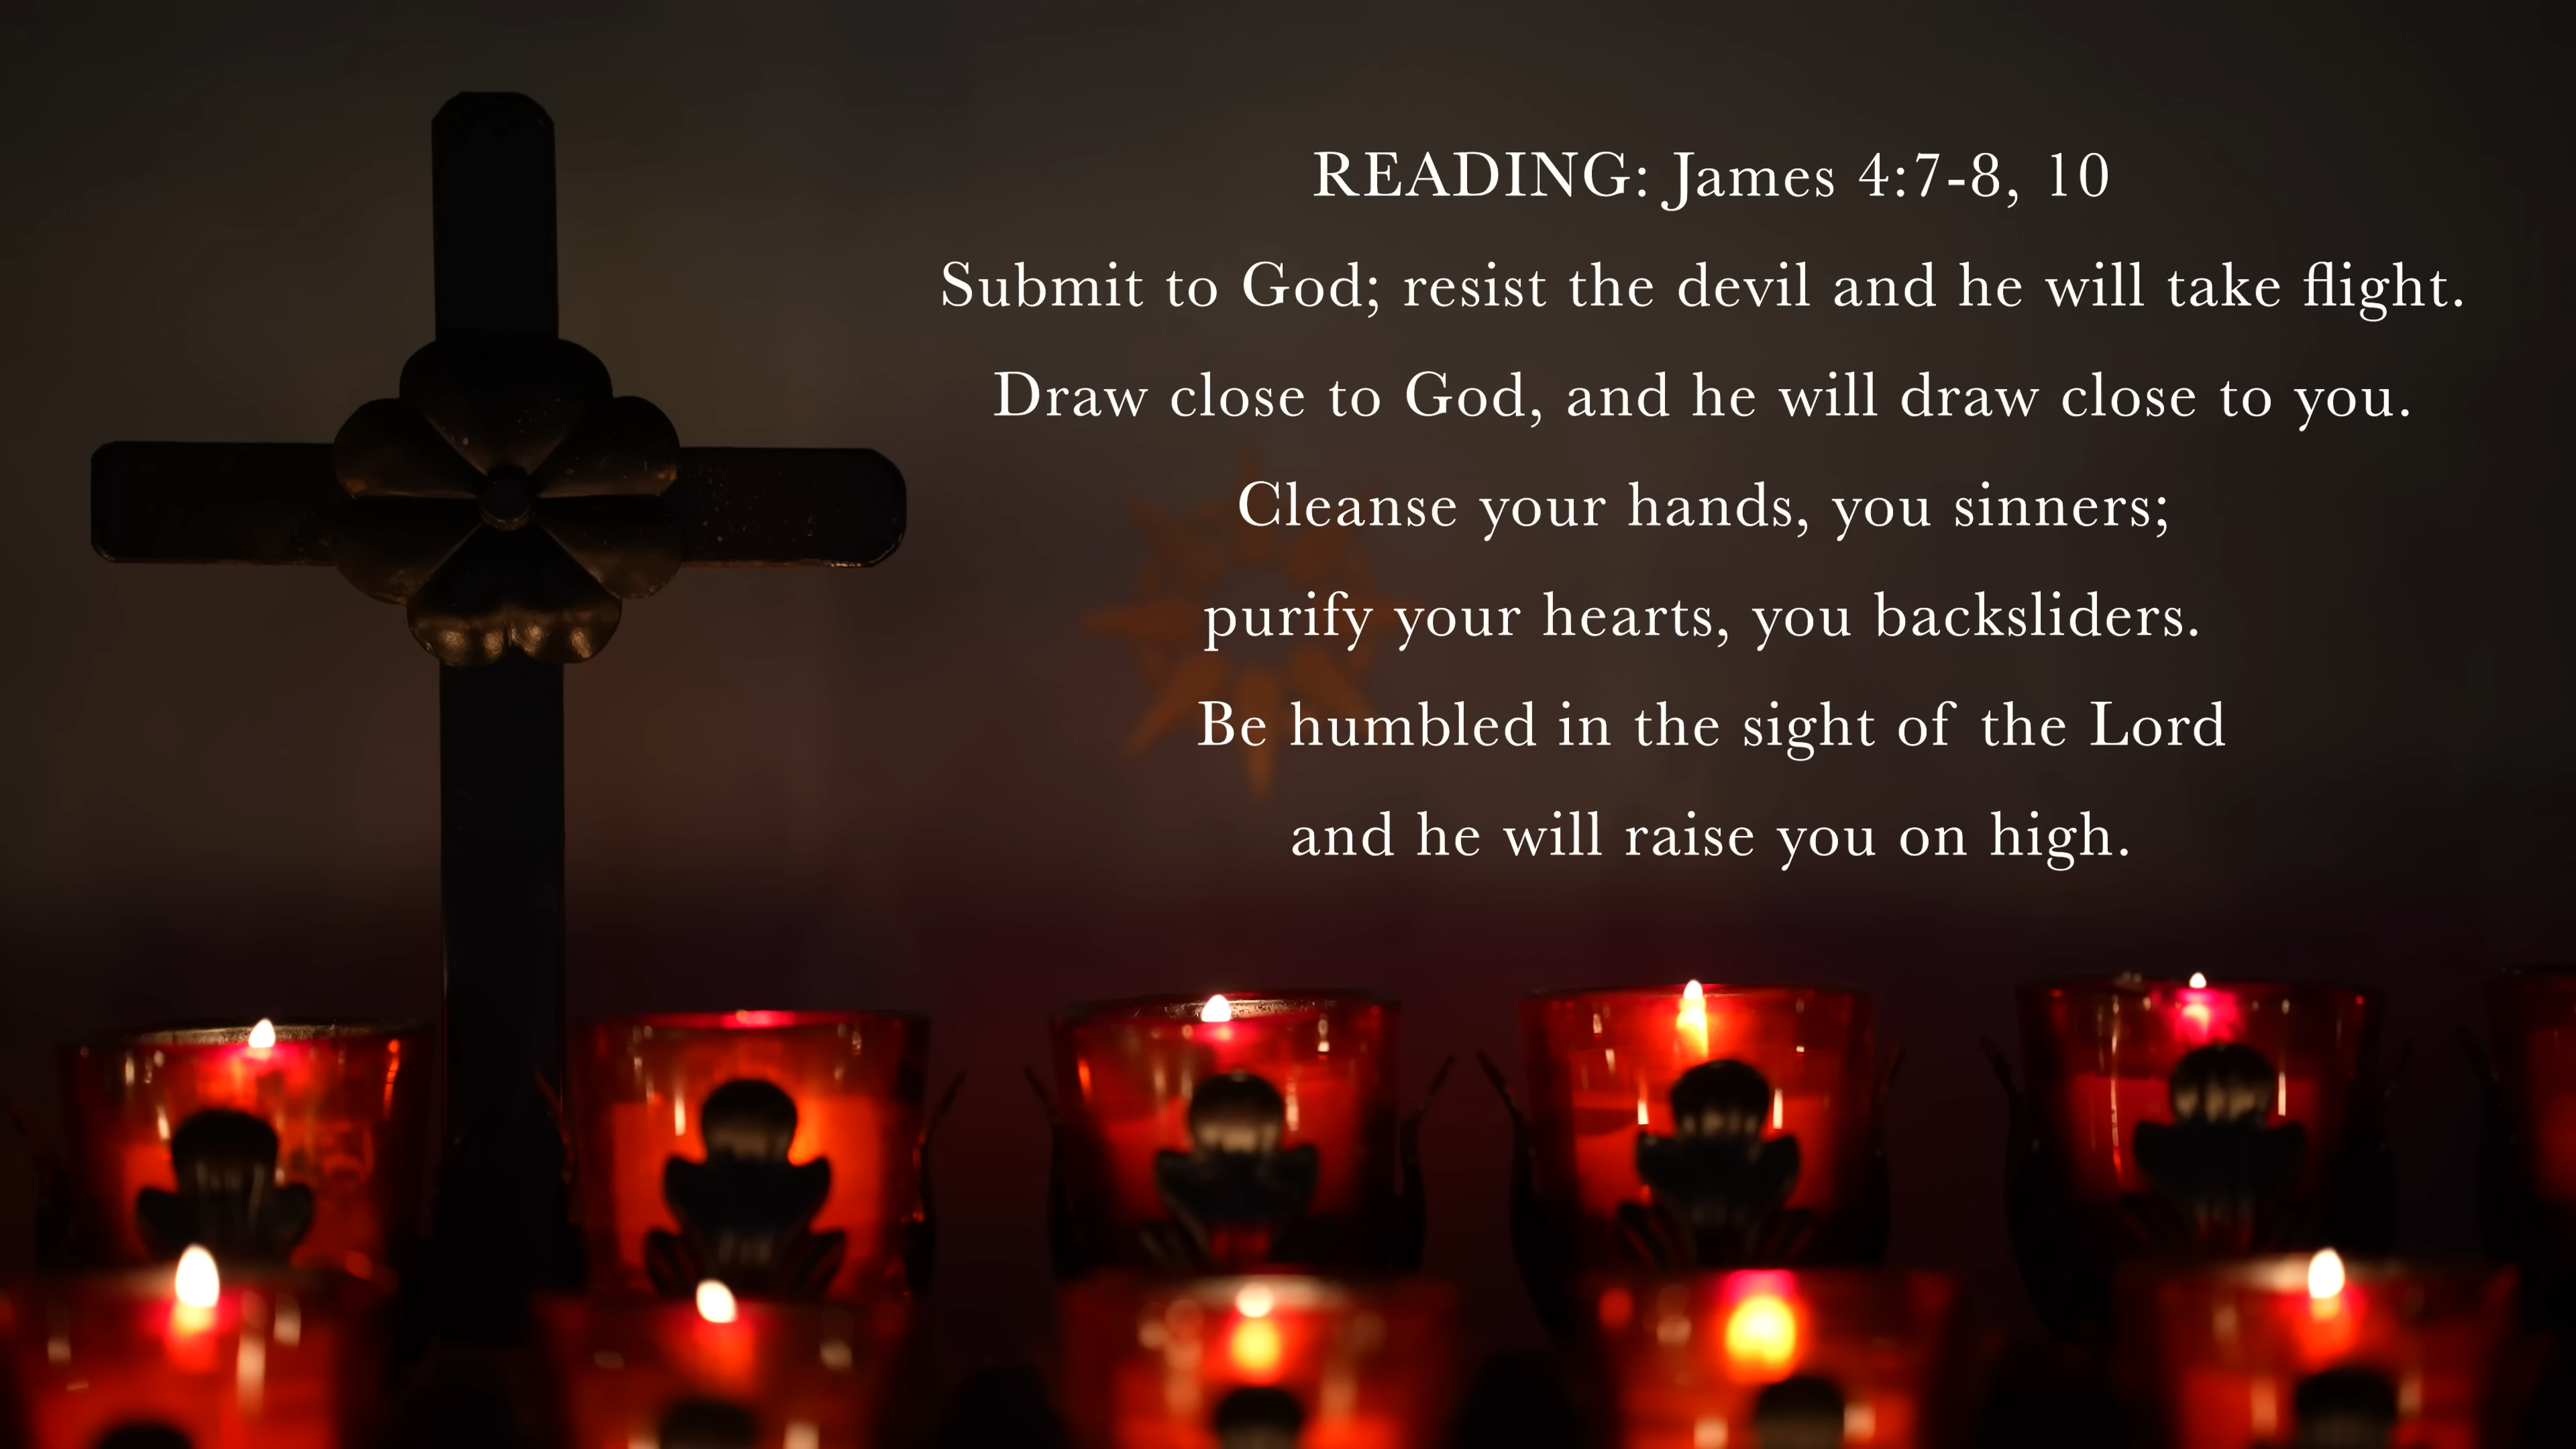 READING: James 4:7-8, 10
Submit to God; resist the devil and he will take flight.
Draw close to God, and he will draw close to you.
Cleanse your hands, you sinners;
purify your hearts, you backsliders.
Be humbled in the sight of the Lord
and he will raise you on high.